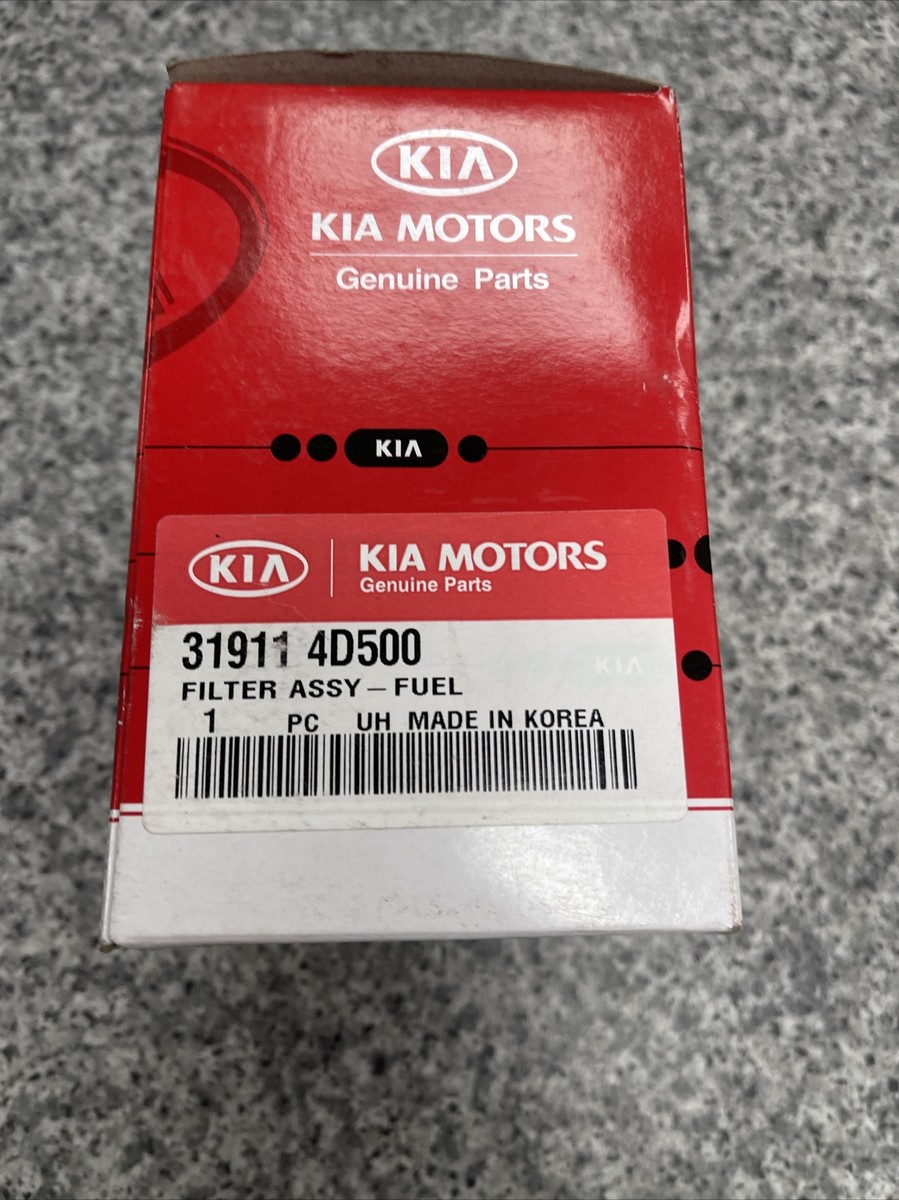 KIA
KIA MOTORS
Genuine Parts
KIA
KIA
KIA MOTORS
Genuine Parts
31911 4D500
KIA
FILTER ASSY – FUEL
1 PC UH MADE IN KOREA